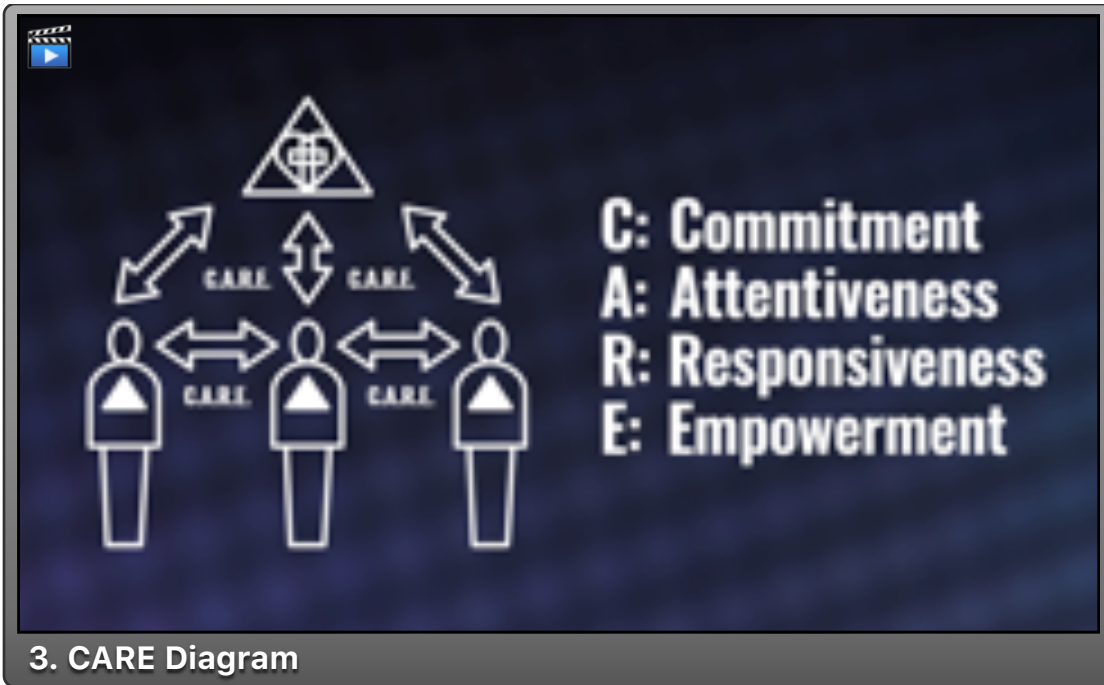 C.A.R.E. C.A.R.E.
C.A.R.E. C.A.R.E.
C: Commitment
A: Attentiveness
R: Responsiveness
E: Empowerment
3. CARE Diagram